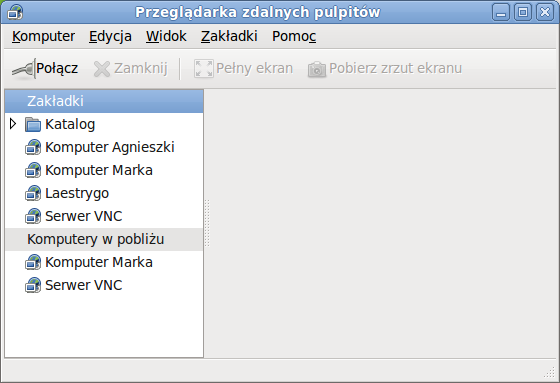 Przeglądarka zdalnych pulpitów
Komputer Edycja Widok Zakładki Pomoc
Połącz Zamknij Pełny ekran Pobierz zrzut ekranu
Zakładki
Katalog
Komputer Agnieszki
Komputer Marka
Laestrygo
Serwer VNC
Komputery w pobliżu
Komputer Marka
Serwer VNC